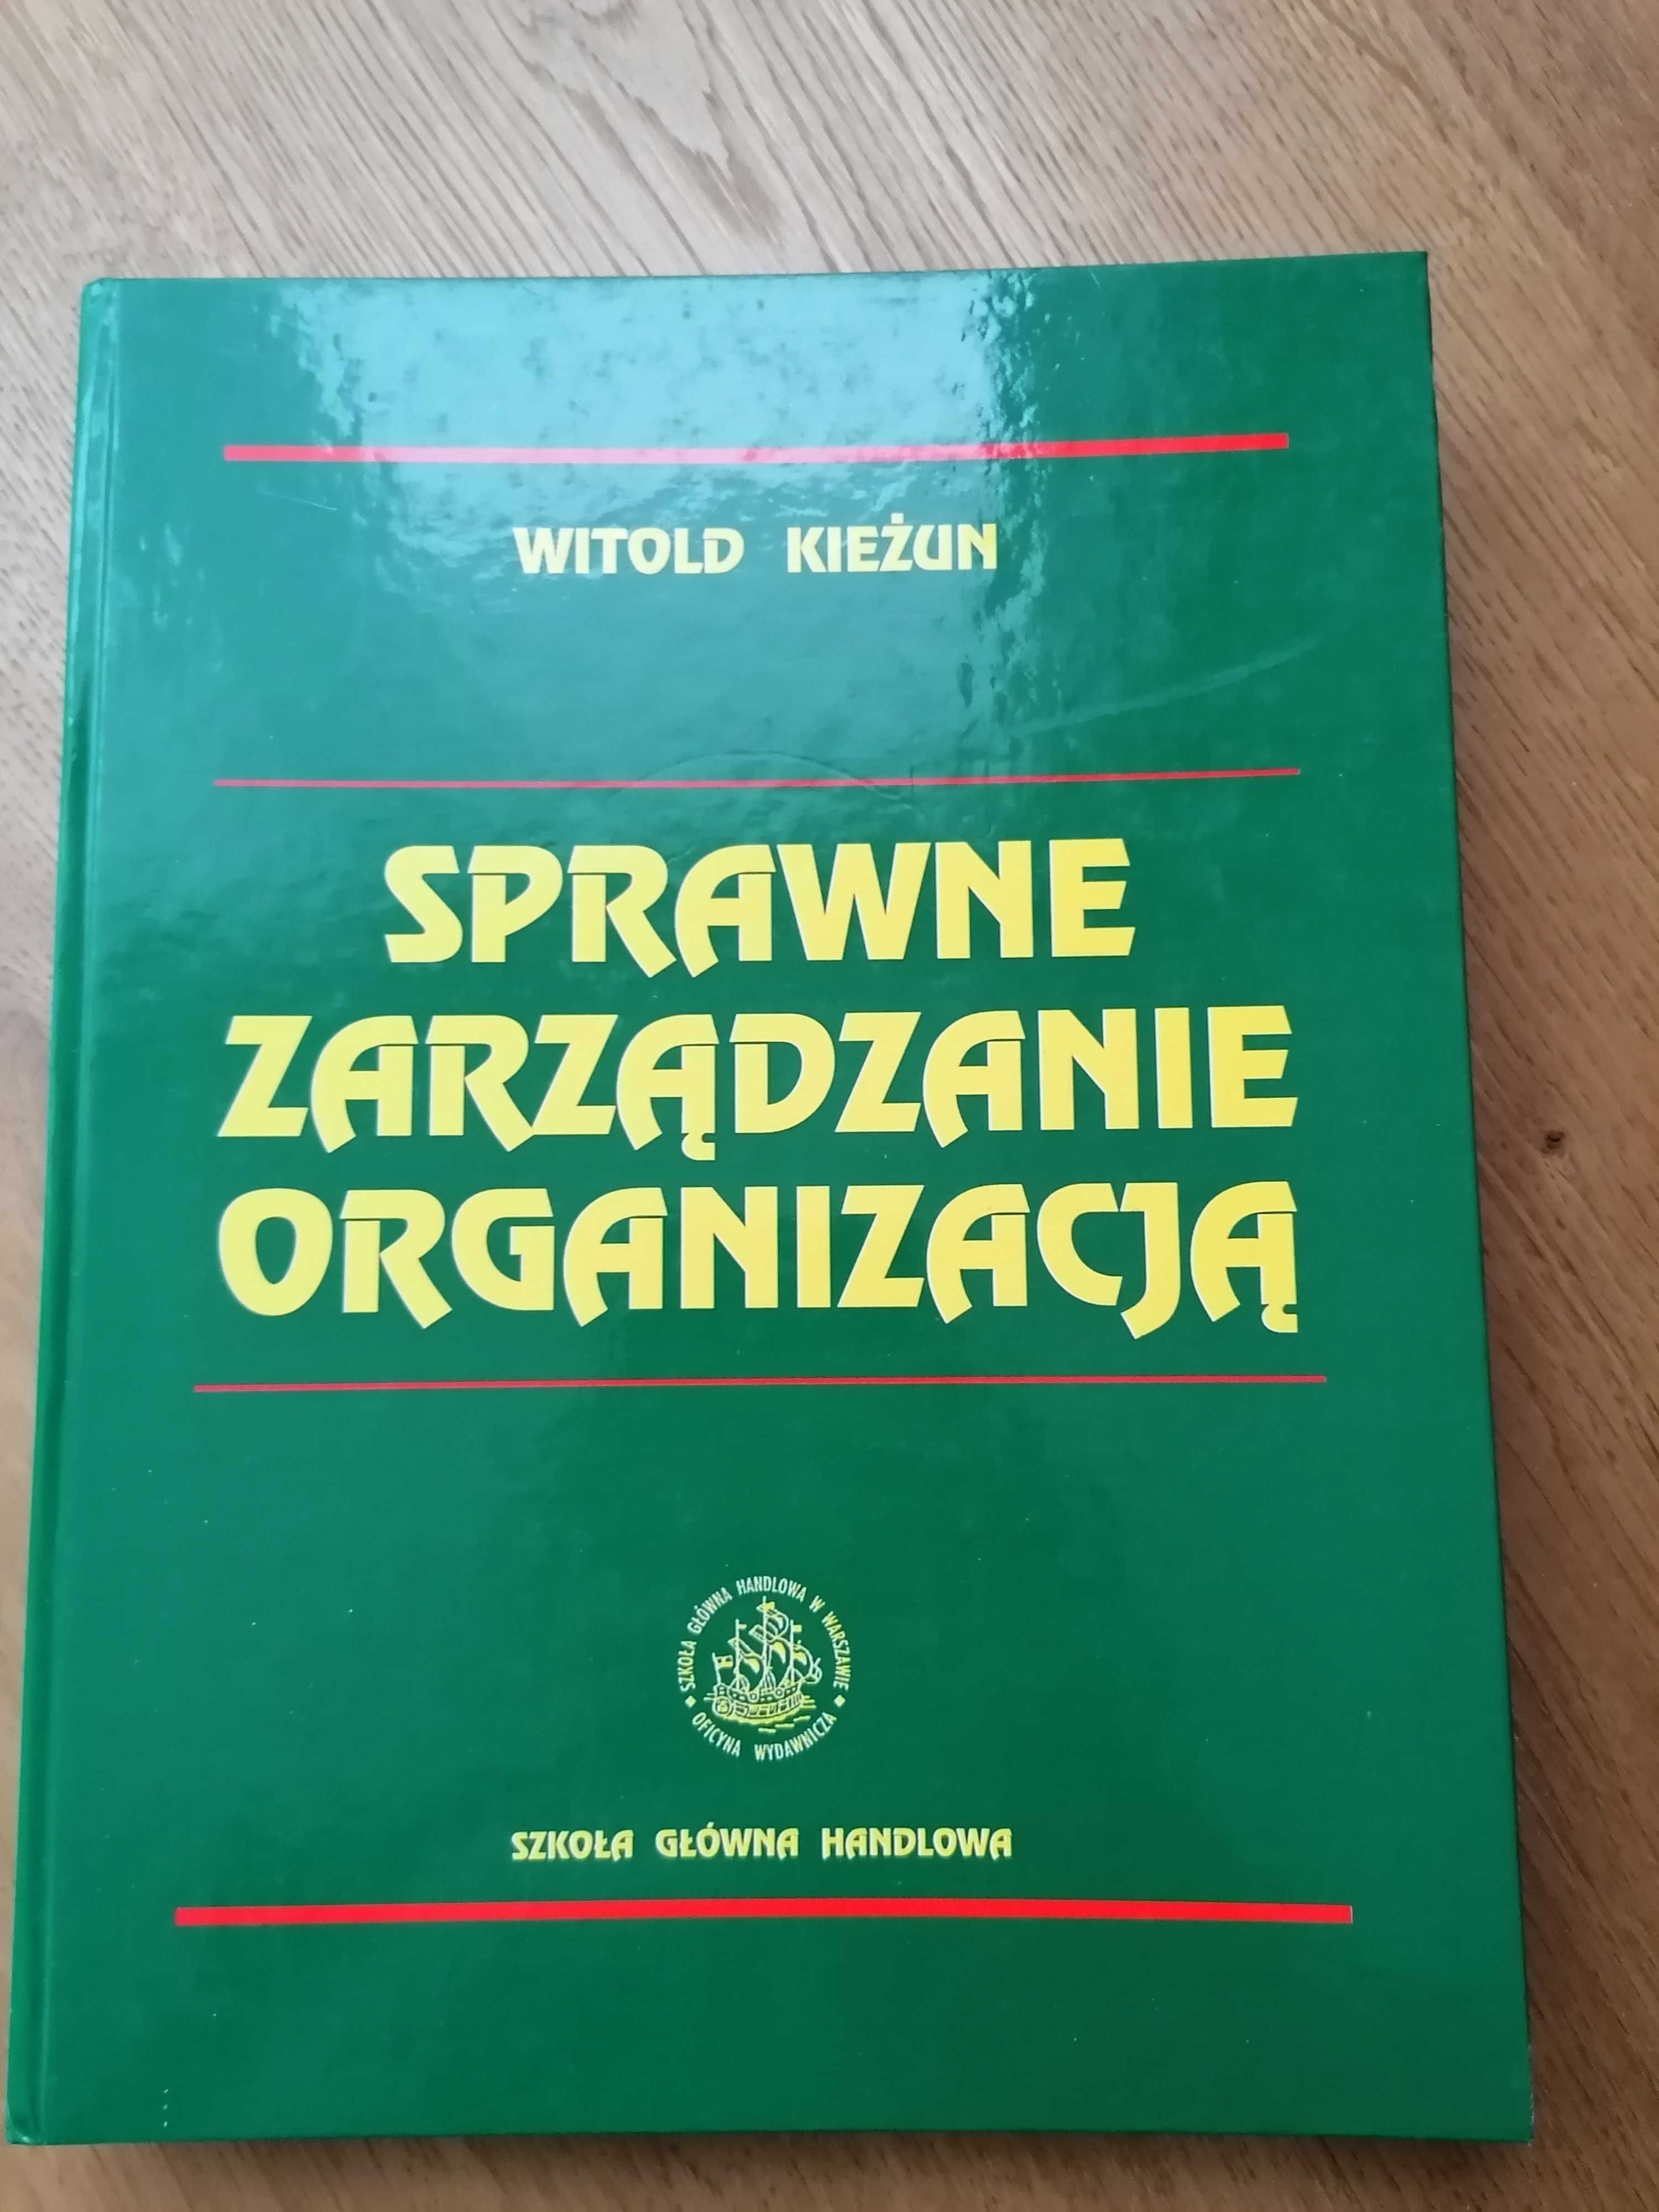 WITOLD KIEŻUN
SPRAWNE
ZARZĄDZANIE
ORGANIZACJĄ
SZKOŁA GŁÓWNA HANDLOWA W WARSZAWIE
OFICYNA WYDAWNICZA
SZKOŁA GŁÓWNA HANDLOWA